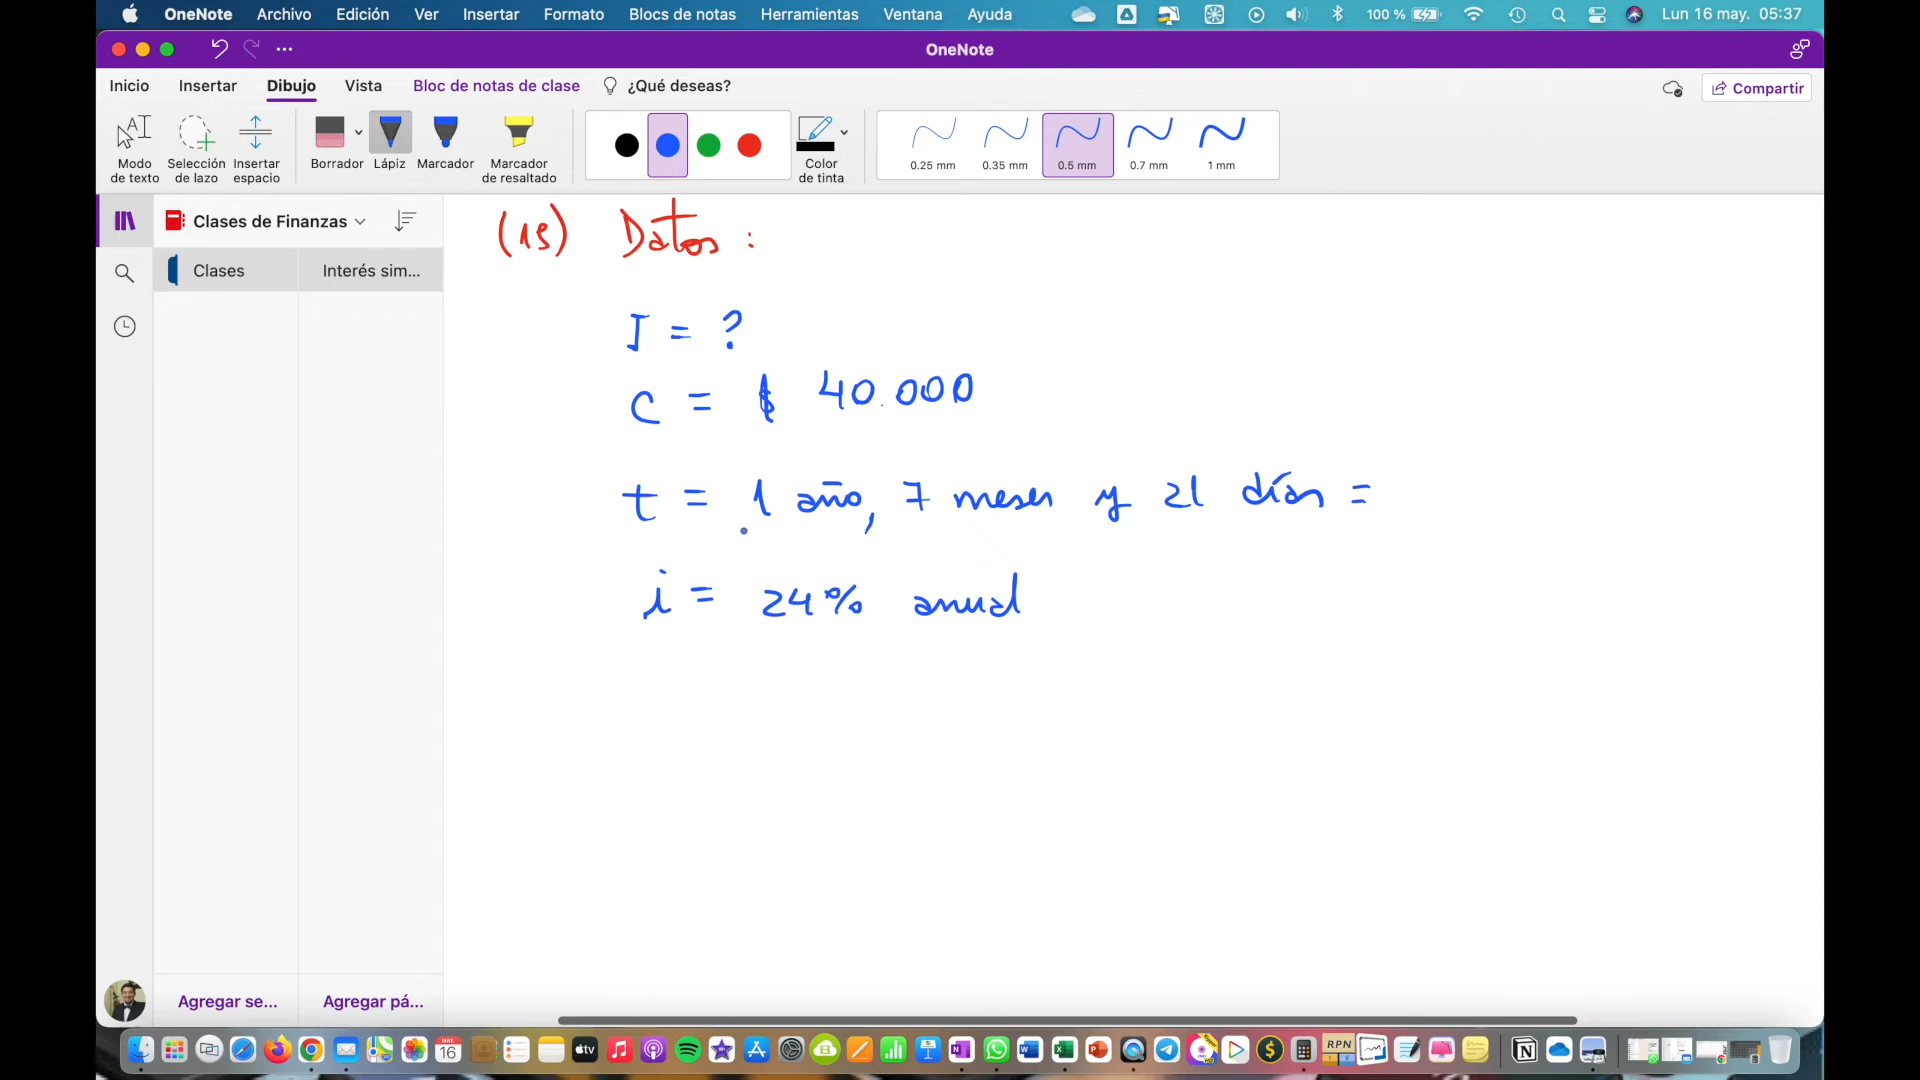 OneNote Archivo Edición Ver Insertar Formato Blocs de notas Herramientas Ventana Ayuda 100 % Lun 16 may. 05:37
OneNote
Inicio Insertar Dibujo Vista Bloc de notas de clase ¿Qué deseas? Compartir
Modo de texto
Selección de lazo
Insertar espacio
Borrador
Lápiz
Marcador
Marcador de resaltado
Color de tinta
0.25 mm 0.35 mm 0.5 mm 0.7 mm 1 mm
Clases de Finanzas
Clases Interés sim...
Datos :
I = ?
C = $ 40.000
t = 1 año, 7 meses y 21 días =
i = 24% anual
Agregar se... Agregar pá...
MAY. 16 tv RPN